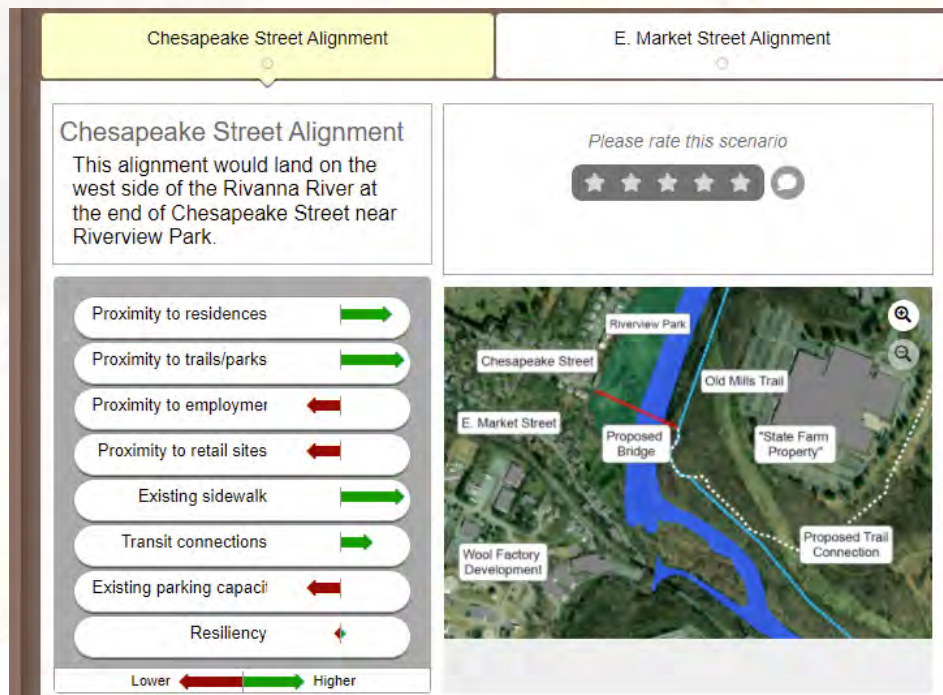 Chesapeake Street Alignment
E. Market Street Alignment
Chesapeake Street Alignment
This alignment would land on the
west side of the Rivanna River at
the end of Chesapeake Street near
Riverview Park.
Please rate this scenario
Proximity to residences
Proximity to trails/parks
Proximity to employmer
Proximity to retail sites
Existing sidewalk
Transit connections
Existing parking capacit
Resiliency
Lower
Higher
Riverview Park
Chesapeake Street
Old Mills Trail
E. Market Street
Proposed
Bridge
"State Farm
Property"
Proposed Trail
Connection
Wool Factory
Development